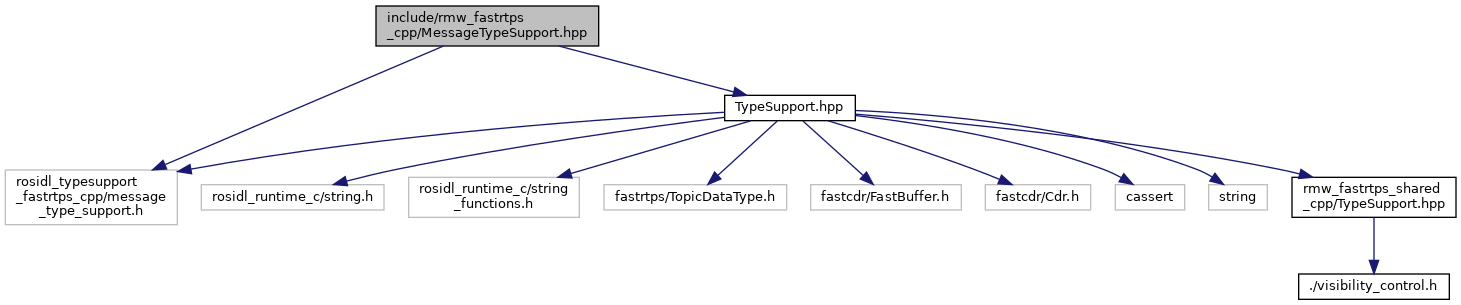 include/rmw_fastrtps
_cpp/MessageTypeSupport.hpp
TypeSupport.hpp
rosidl_typesupport
_fastrtps_cpp/message
_type_support.h
rosidl_runtime_c/string.h
rosidl_runtime_c/string
_functions.h
fastrtps/TopicDataType.h
fastcdr/FastBuffer.h
fastcdr/Cdr.h
cassert
string
rmw_fastrtps_shared
_cpp/TypeSupport.hpp
./visibility_control.h